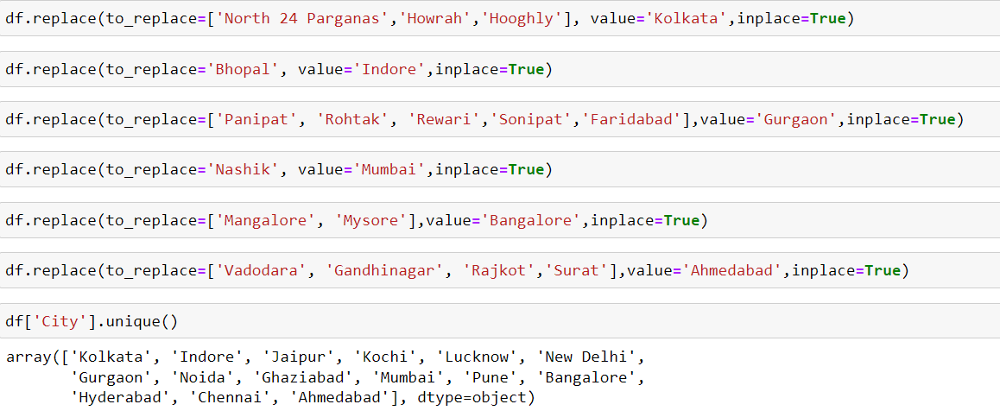 df.replace(to_replace=['North 24 Parganas','Howrah','Hooghly'], value='Kolkata',inplace=True)
df.replace(to_replace='Bhopal', value='Indore',inplace=True)
df.replace(to_replace=['Panipat', 'Rohtak', 'Rewari','Sonipat','Faridabad'],value='Gurgaon',inplace=True)
df.replace(to_replace='Nashik', value='Mumbai',inplace=True)
df.replace(to_replace=['Mangalore', 'Mysore'],value='Bangalore',inplace=True)
df.replace(to_replace=['Vadodara', 'Gandhinagar', 'Rajkot','Surat'],value='Ahmedabad',inplace=True)
df['City'].unique()
array(['Kolkata', 'Indore', 'Jaipur', 'Kochi', 'Lucknow', 'New Delhi',
       'Gurgaon', 'Noida', 'Ghaziabad', 'Mumbai', 'Pune', 'Bangalore',
       'Hyderabad', 'Chennai', 'Ahmedabad'], dtype=object)